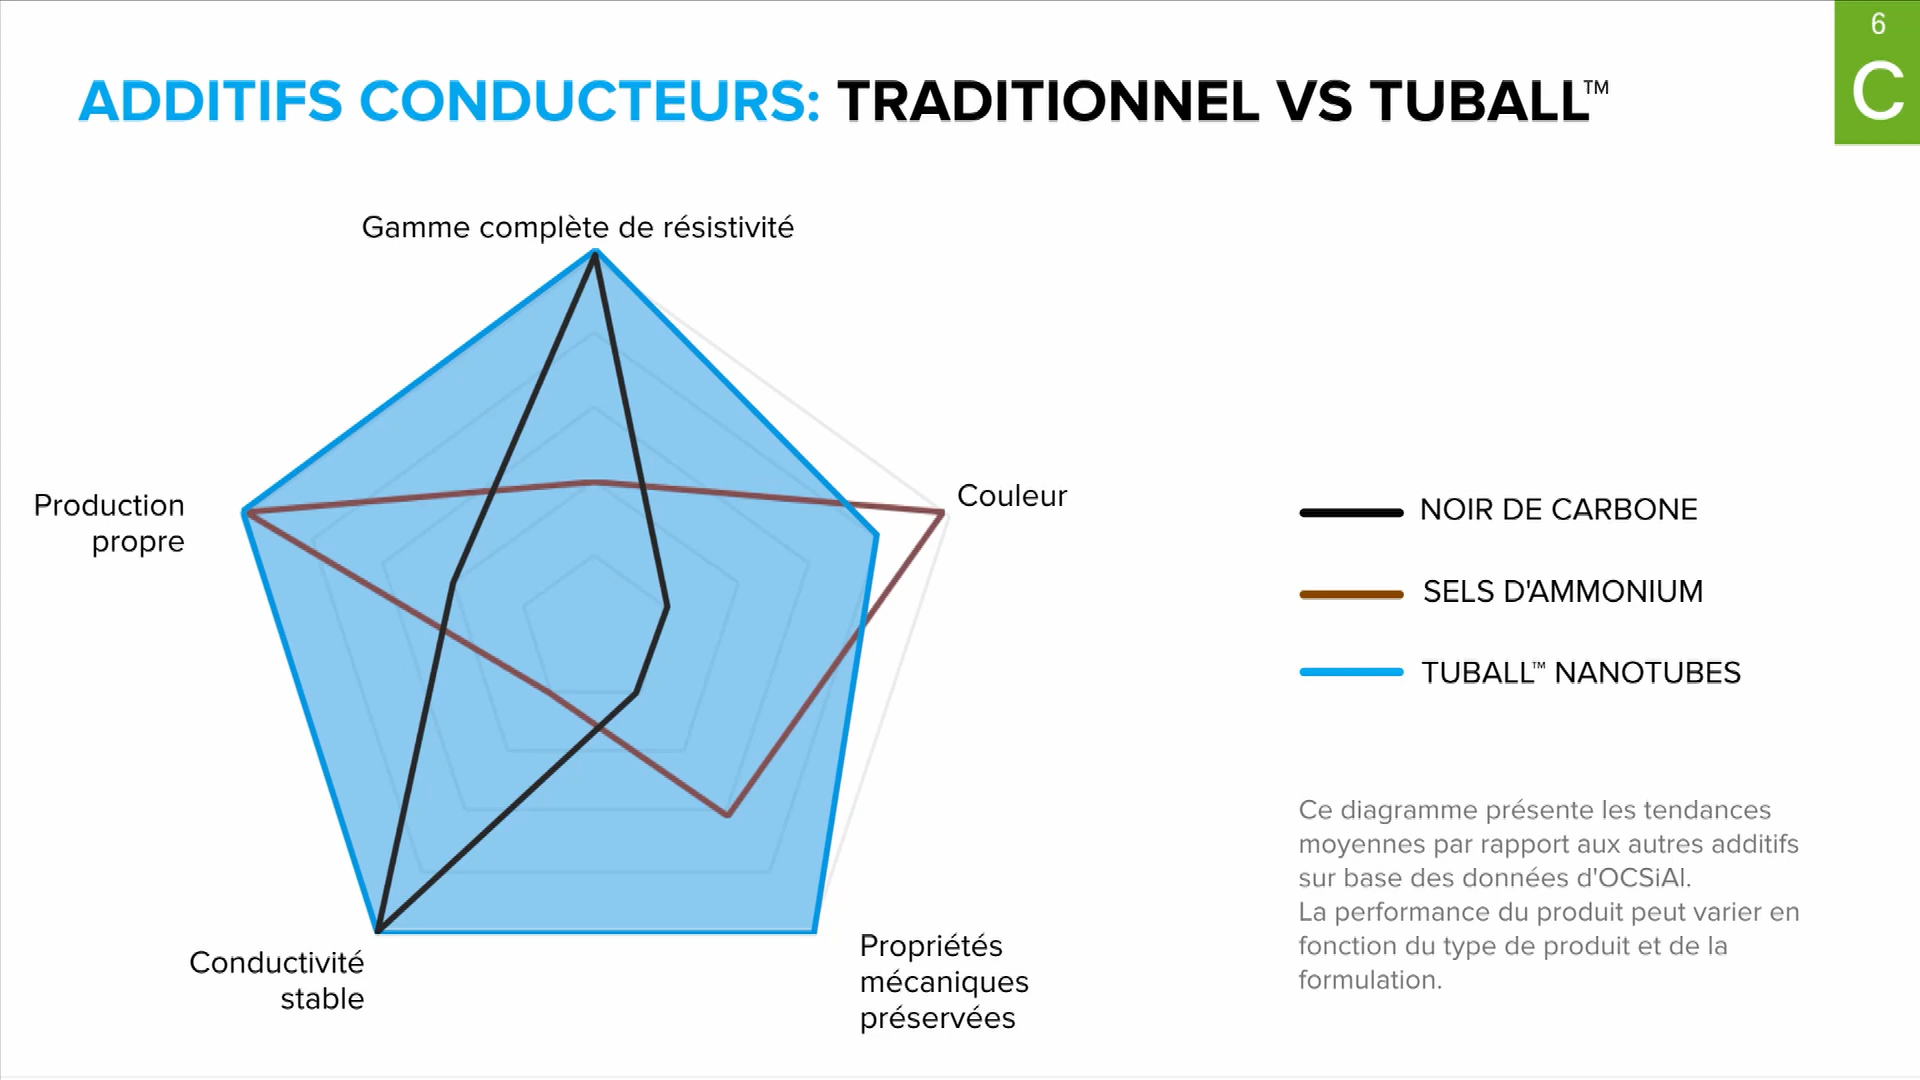 6
C
ADDITIFS CONDUCTEURS: TRADITIONNEL VS TUBALL™
Gamme complète de résistivité
Couleur
Production
propre
Conductivité
stable
Propriétés
mécaniques
préservées
NOIR DE CARBONE
SELS D'AMMONIUM
TUBALL™ NANOTUBES
Ce diagramme présente les tendances
moyennes par rapport aux autres additifs
sur base des données d'OCSiAl.
La performance du produit peut varier en
fonction du type de produit et de la
formulation.